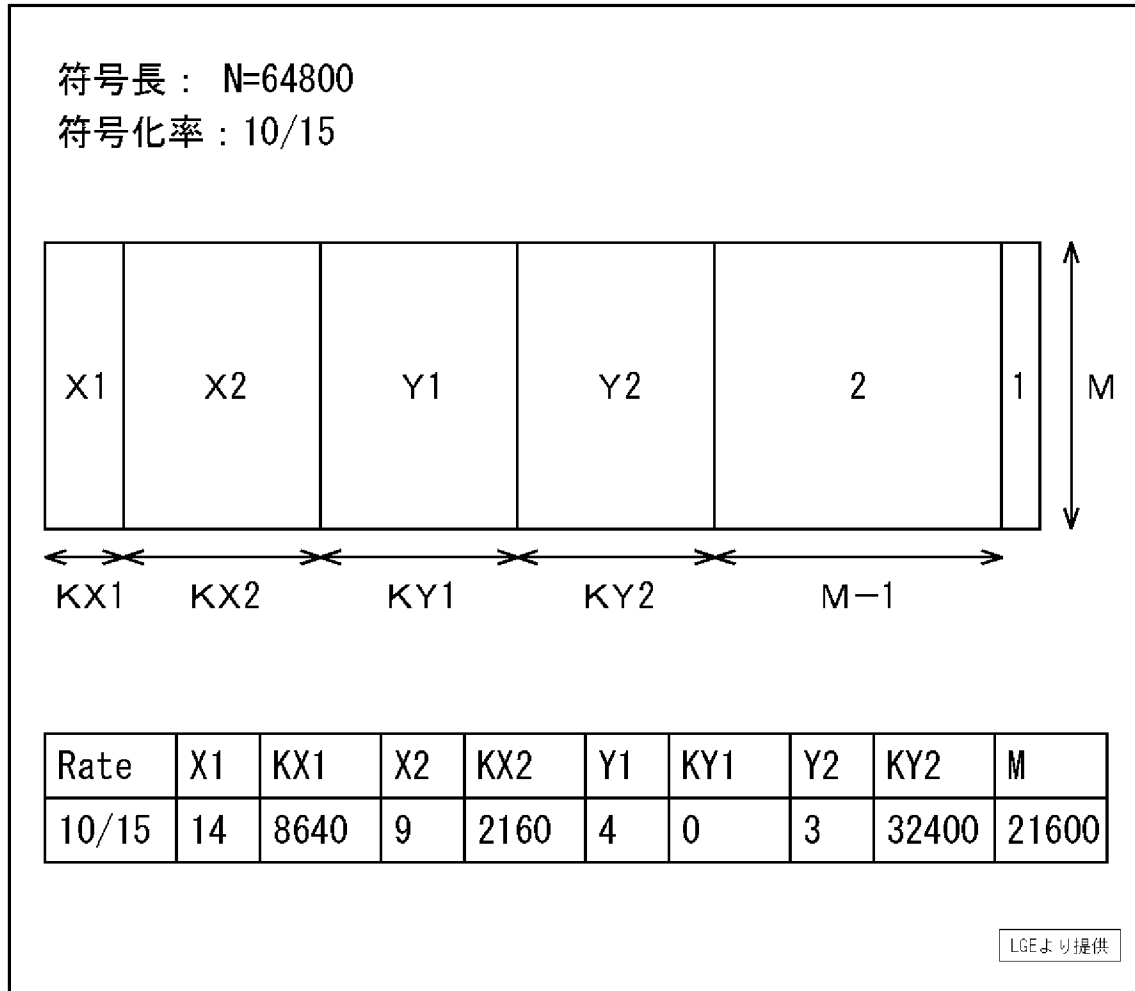 符号長： N=64800
符号化率：10/15
X1 X2 Y1 Y2 2 1 M
KX1 KX2 KY1 KY2 M−1
Rate X1 KX1 X2 KX2 Y1 KY1 Y2 KY2 M
10/15 14 8640 9 2160 4 0 3 32400 21600
LGEより提供